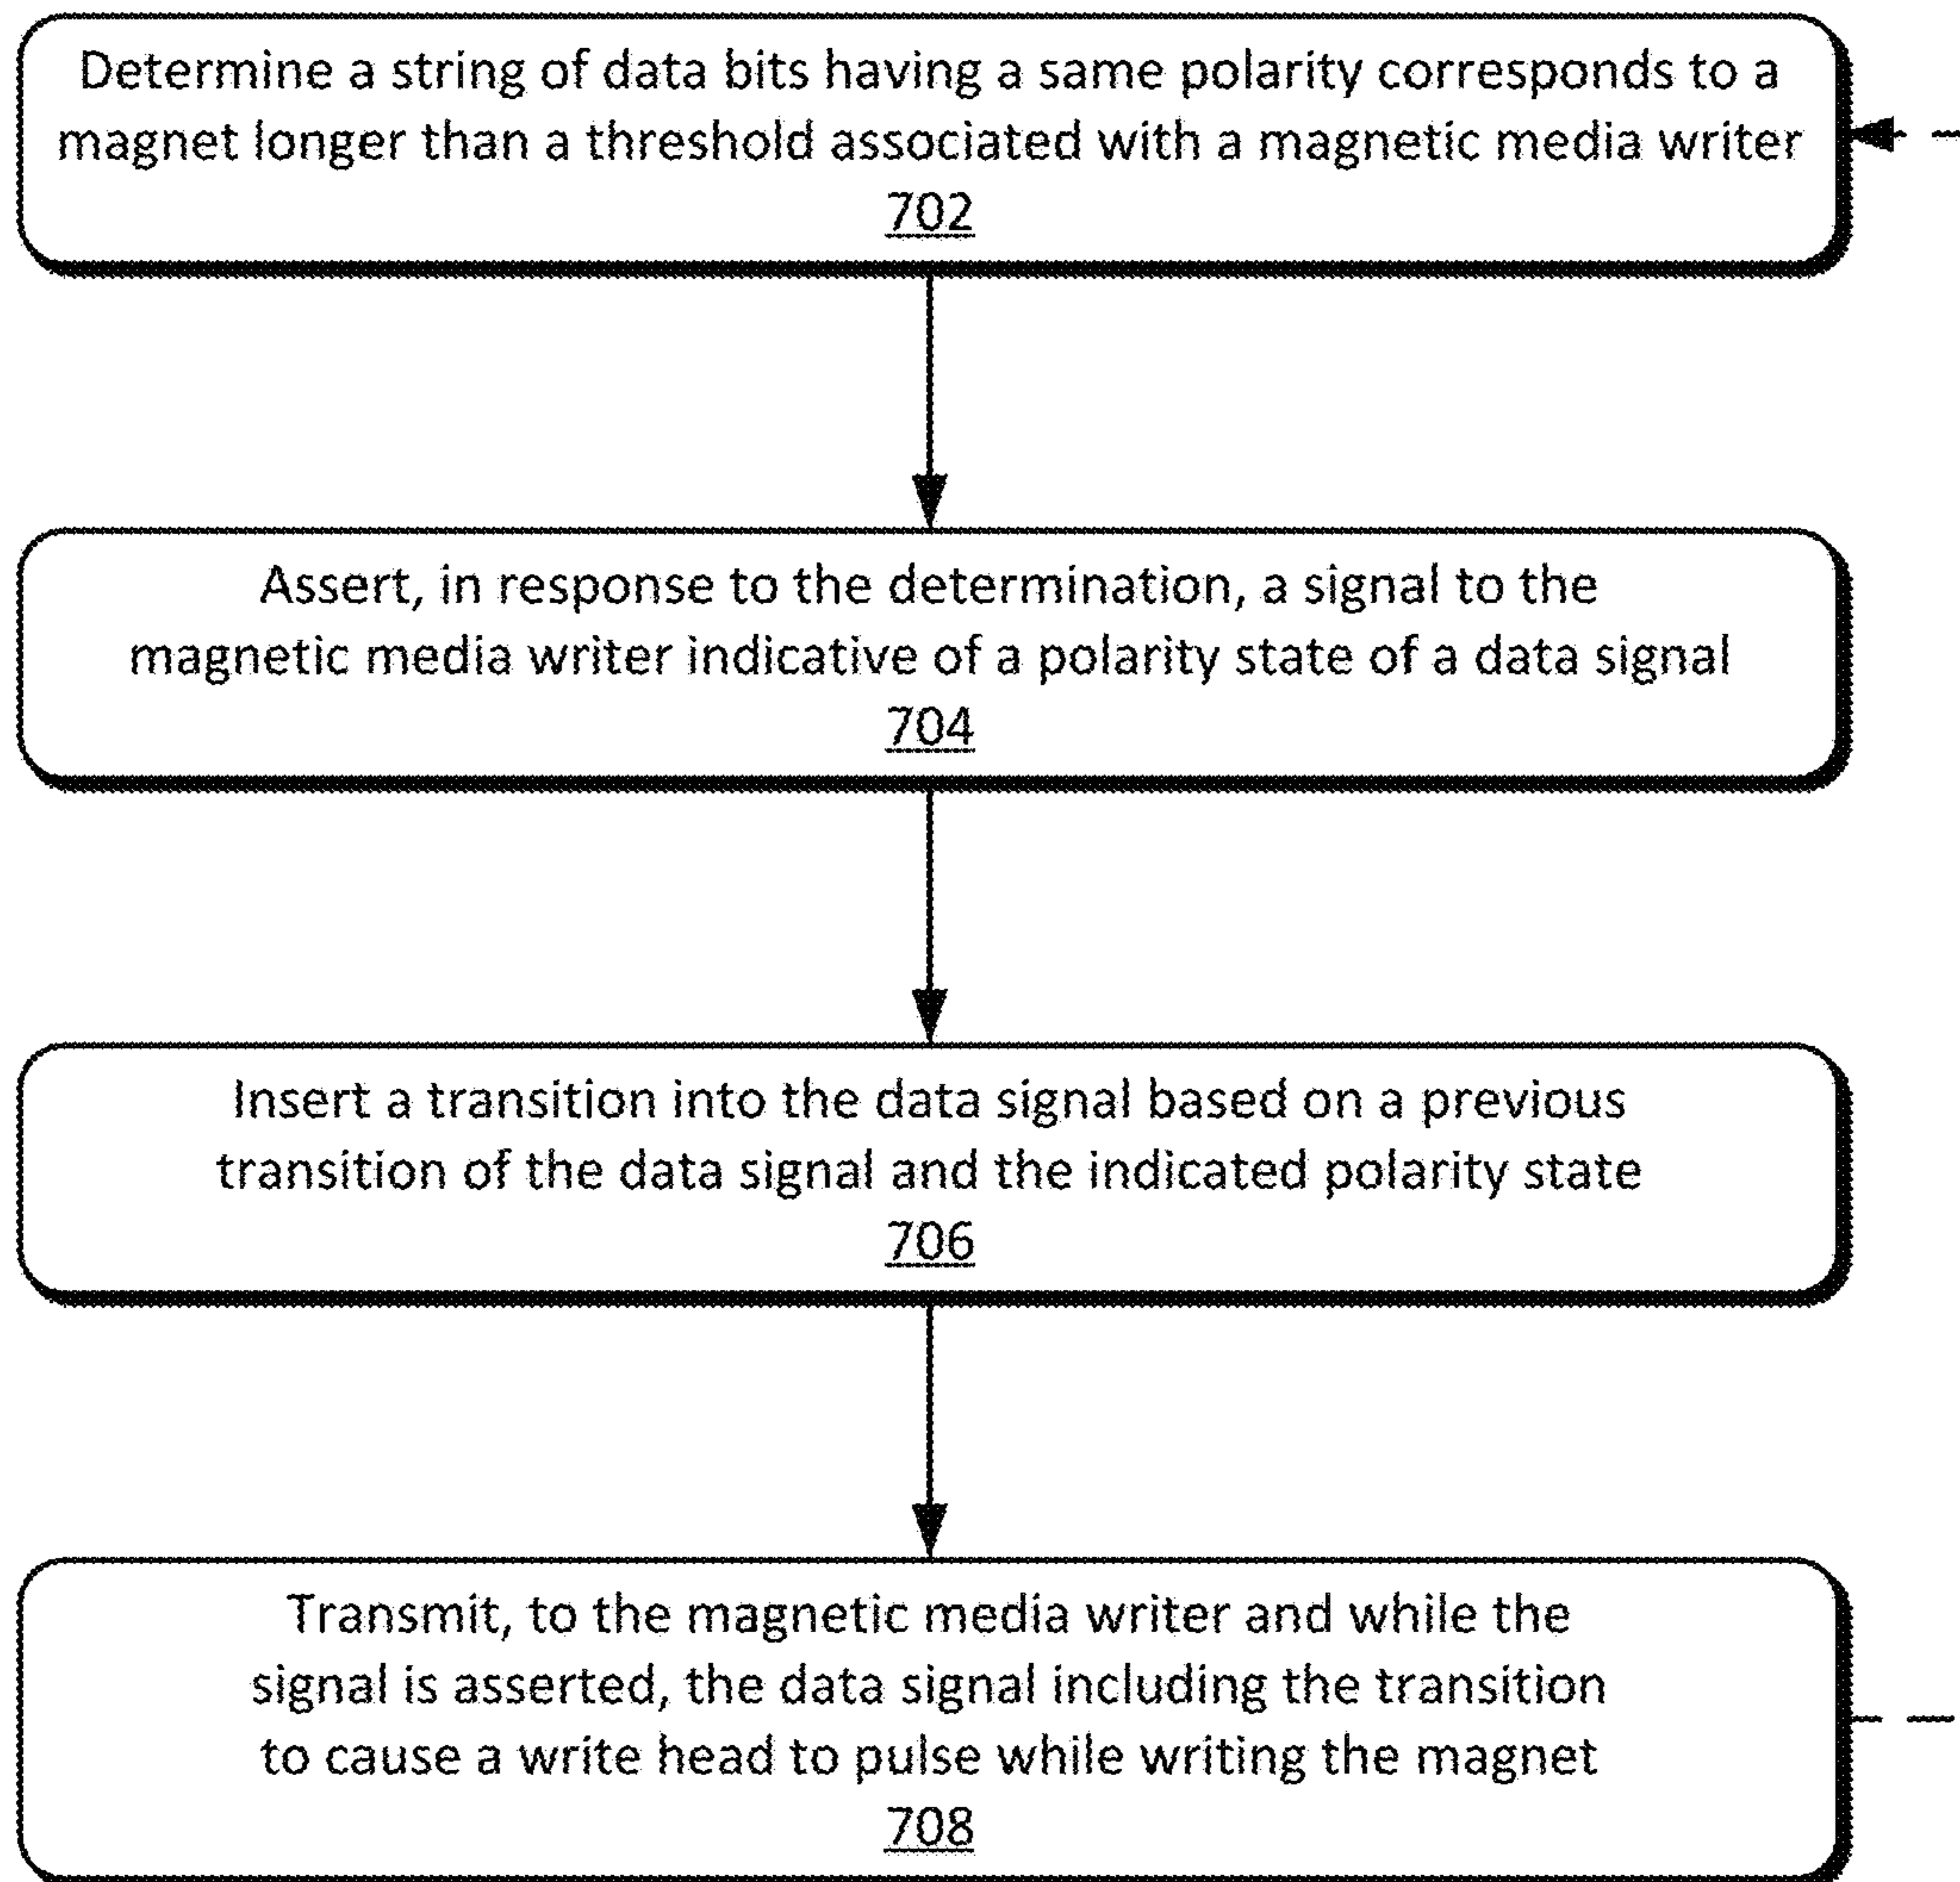 Determine a string of data bits having a same polarity corresponds to a
magnet longer than a threshold associated with a magnetic media writer
702
Assert, in response to the determination, a signal to the
magnetic media writer indicative of a polarity state of a data signal
704
Insert a transition into the data signal based on a previous
transition of the data signal and the indicated polarity state
706
Transmit, to the magnetic media writer and while the
signal is asserted, the data signal including the transition
to cause a write head to pulse while writing the magnet
708